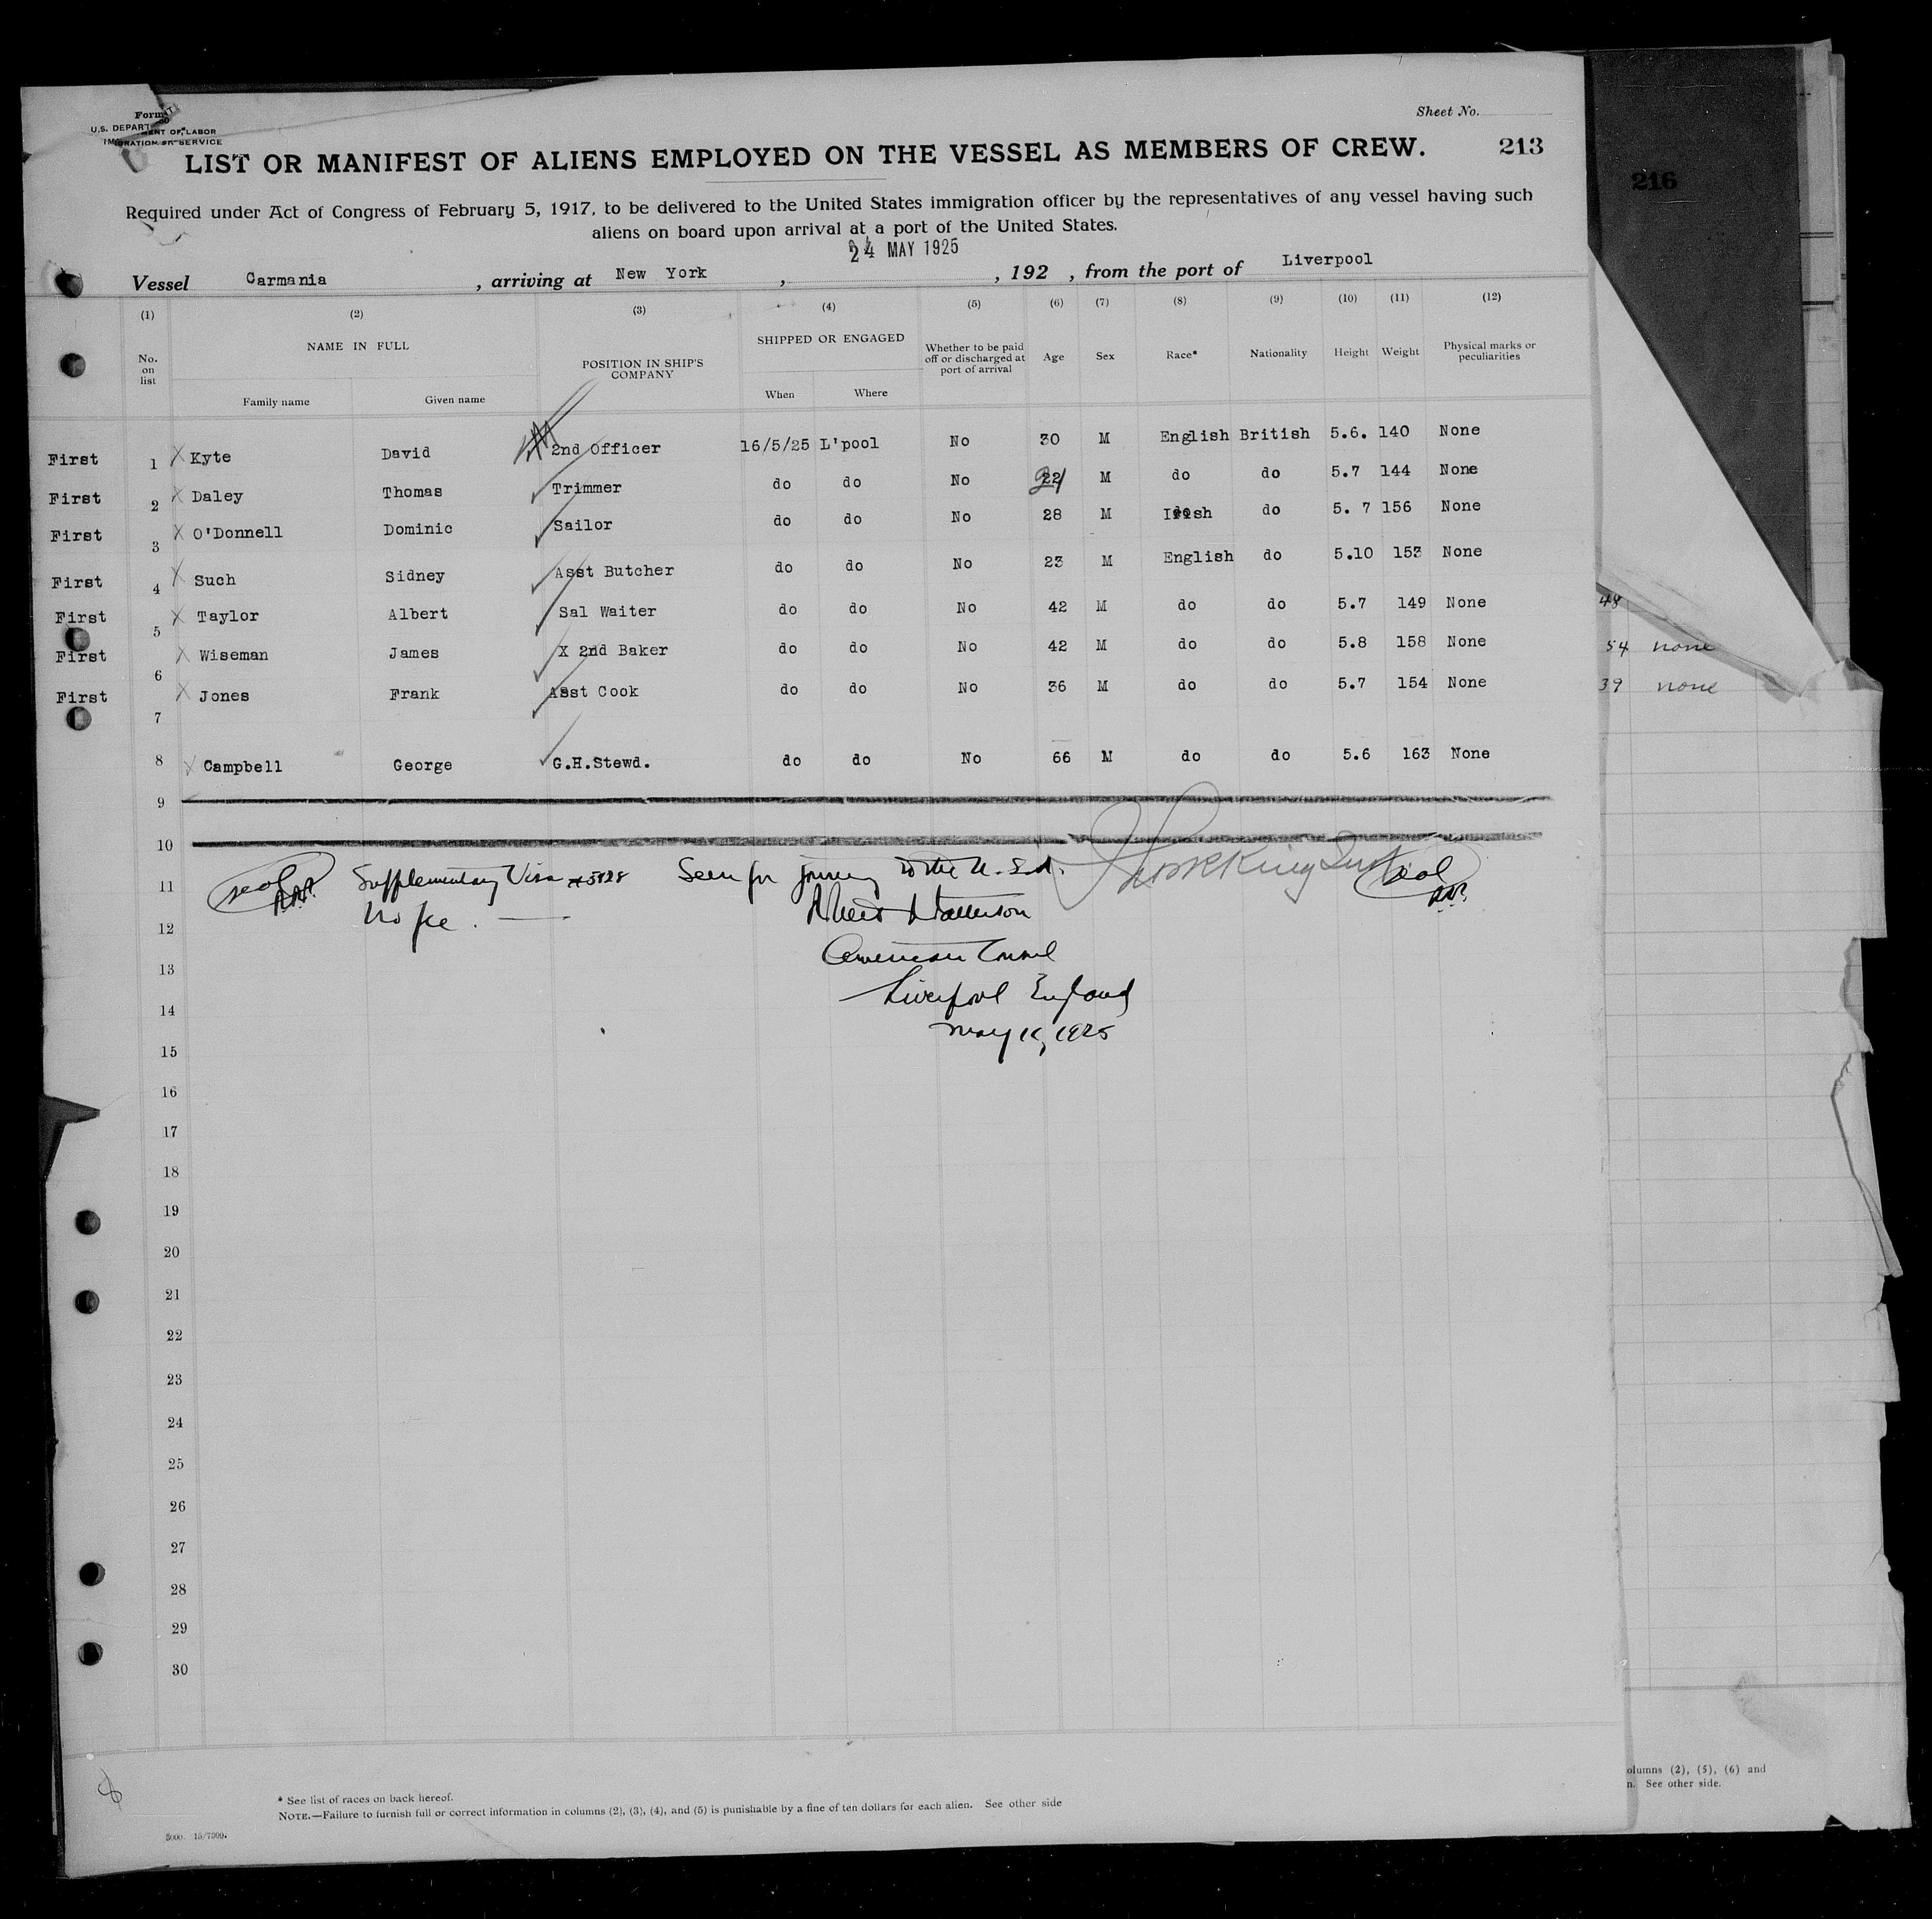 Form
U.S. DEPARTMENT OF LABOR
IMMIGRATION SERVICE
Sheet No.
LIST OR MANIFEST OF ALIENS EMPLOYED ON THE VESSEL AS MEMBERS OF CREW. 213
216
Required under Act of Congress of February 5, 1917, to be delivered to the United States immigration officer by the representatives of any vessel having such
aliens on board upon arrival at a port of the United States.
24 MAY 1925
Vessel Carmania , arriving at New York , , 192 , from the port of Liverpool
(1) (2) (3) (4) (5) (6) (7) (8) (9) (10) (11) (12)
No. on list NAME IN FULL POSITION IN SHIP'S COMPANY SHIPPED OR ENGAGED Whether to be paid off or discharged at port of arrival Age Sex Race* Nationality Height Weight Physical marks or peculiarities
Family name Given name When Where
First 1 Kyte David 2nd Officer 16/5/25 L'pool No 30 M English British 5.6. 140 None
First 2 Daley Thomas Trimmer do do No M do do 5.7 144 None
First 3 O'Donnell Dominic Sailor do do No 28 M Irish do 5. 7 156 None
First 4 Such Sidney Asst Butcher do do No 23 M English do 5.10 153 None
First 5 Taylor Albert Sal Waiter do do No 42 M do do 5.7 149 None
First 6 Wiseman James X 2nd Baker do do No 42 M do do 5.8 158 None
First 7 Jones Frank Asst Cook do do No 36 M do do 5.7 154 None
8 Campbell George G.H.Stewd. do do No 66 M do do 5.6 163 None
48
54 none
39 none
9
10
11 seal Supplementary Visa #5828 Seen for journey to the U.S.A. seal
12 No fee.
13 American Consul
14 Liverpool England
15 May 16, 1925
16
17
18
19
20
21
22
23
24
25
26
27
28
29
30
8
* See list of races on back hereof.
NOTE.—Failure to furnish full or correct information in columns (2), (3), (4), and (5) is punishable by a fine of ten dollars for each alien. See other side
olumns (2), (5), (6) and
n. See other side.